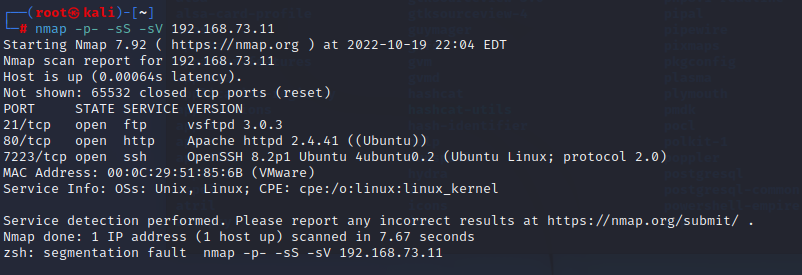 ┌──(root㉿kali)-[~]
└─# nmap -p- -sS -sV 192.168.73.11
Starting Nmap 7.92 ( https://nmap.org ) at 2022-10-19 22:04 EDT
Nmap scan report for 192.168.73.11
Host is up (0.00064s latency).
Not shown: 65532 closed tcp ports (reset)
PORT     STATE SERVICE VERSION
21/tcp   open  ftp     vsftpd 3.0.3
80/tcp   open  http    Apache httpd 2.4.41 ((Ubuntu))
7223/tcp open  ssh     OpenSSH 8.2p1 Ubuntu 4ubuntu0.2 (Ubuntu Linux; protocol 2.0)
MAC Address: 00:0C:29:51:85:6B (VMware)
Service Info: OSs: Unix, Linux; CPE: cpe:/o:linux:linux_kernel

Service detection performed. Please report any incorrect results at https://nmap.org/submit/ .
Nmap done: 1 IP address (1 host up) scanned in 7.67 seconds
zsh: segmentation fault  nmap -p- -sS -sV 192.168.73.11